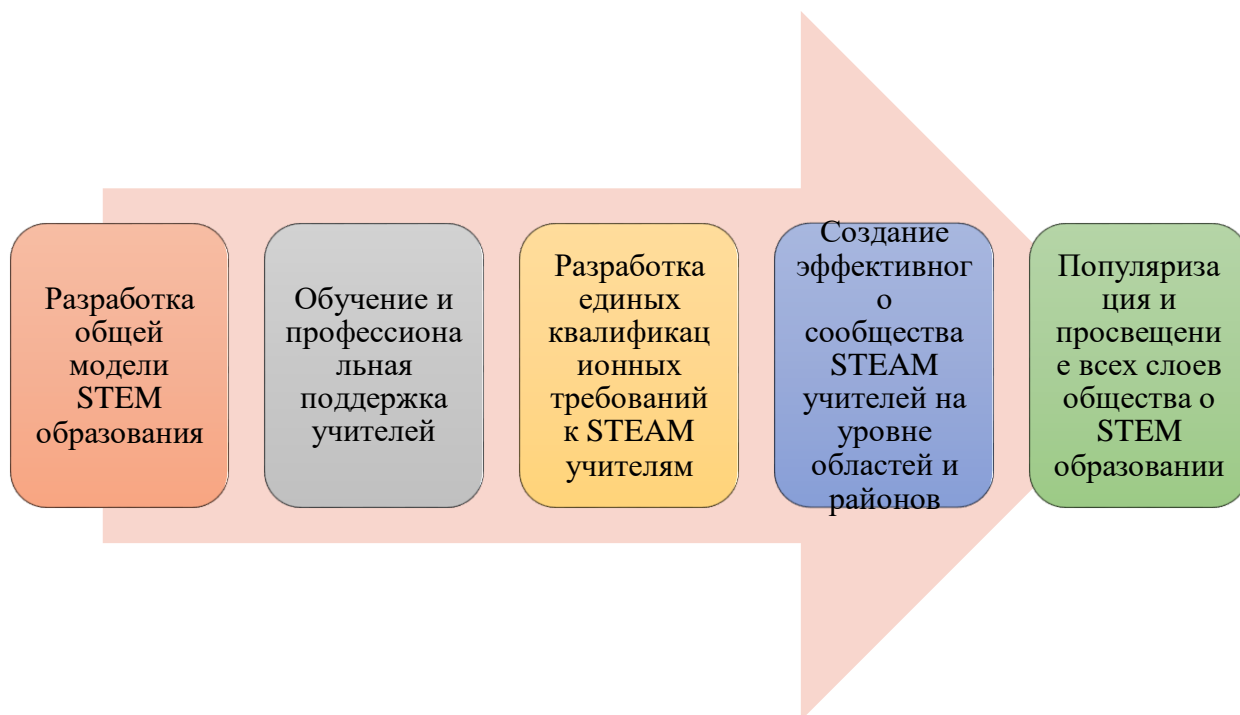 Разработка
общей
модели
STEM
образования
Обучение и
профессиона
льная
поддержка
учителей
Разработка
единых
квалификац
ионных
требований
к STEAM
учителям
Создание
эффективног
о
сообщества
STEAM
учителей на
уровне
областей и
районов
Популяриза
ция и
просвещени
е всех слоев
общества о
STEM
образовании